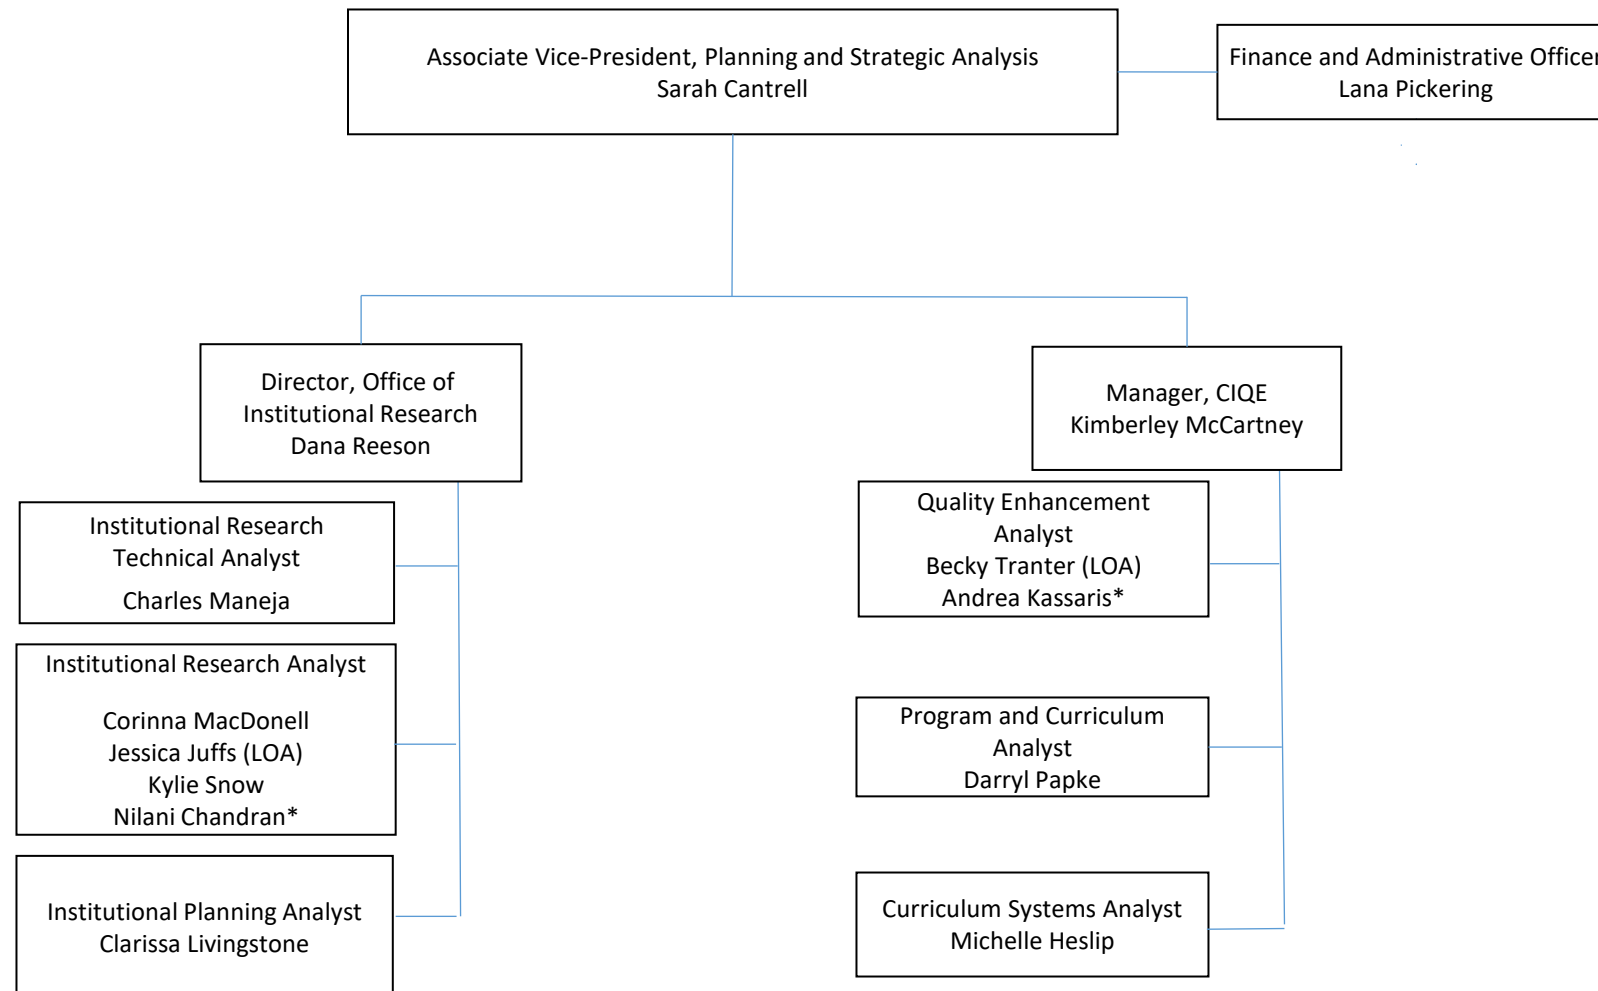 Associate Vice-President, Planning and Strategic Analysis
Sarah Cantrell
Finance and Administrative Officer
Lana Pickering
Director, Office of
Institutional Research
Dana Reeson
Manager, CIQE
Kimberley McCartney
Institutional Research
Technical Analyst
Charles Maneja
Institutional Research Analyst
Corinna MacDonell
Jessica Juffs (LOA)
Kylie Snow
Nilani Chandran*
Institutional Planning Analyst
Clarissa Livingstone
Quality Enhancement
Analyst
Becky Tranter (LOA)
Andrea Kassaris*
Program and Curriculum
Analyst
Darryl Papke
Curriculum Systems Analyst
Michelle Heslip